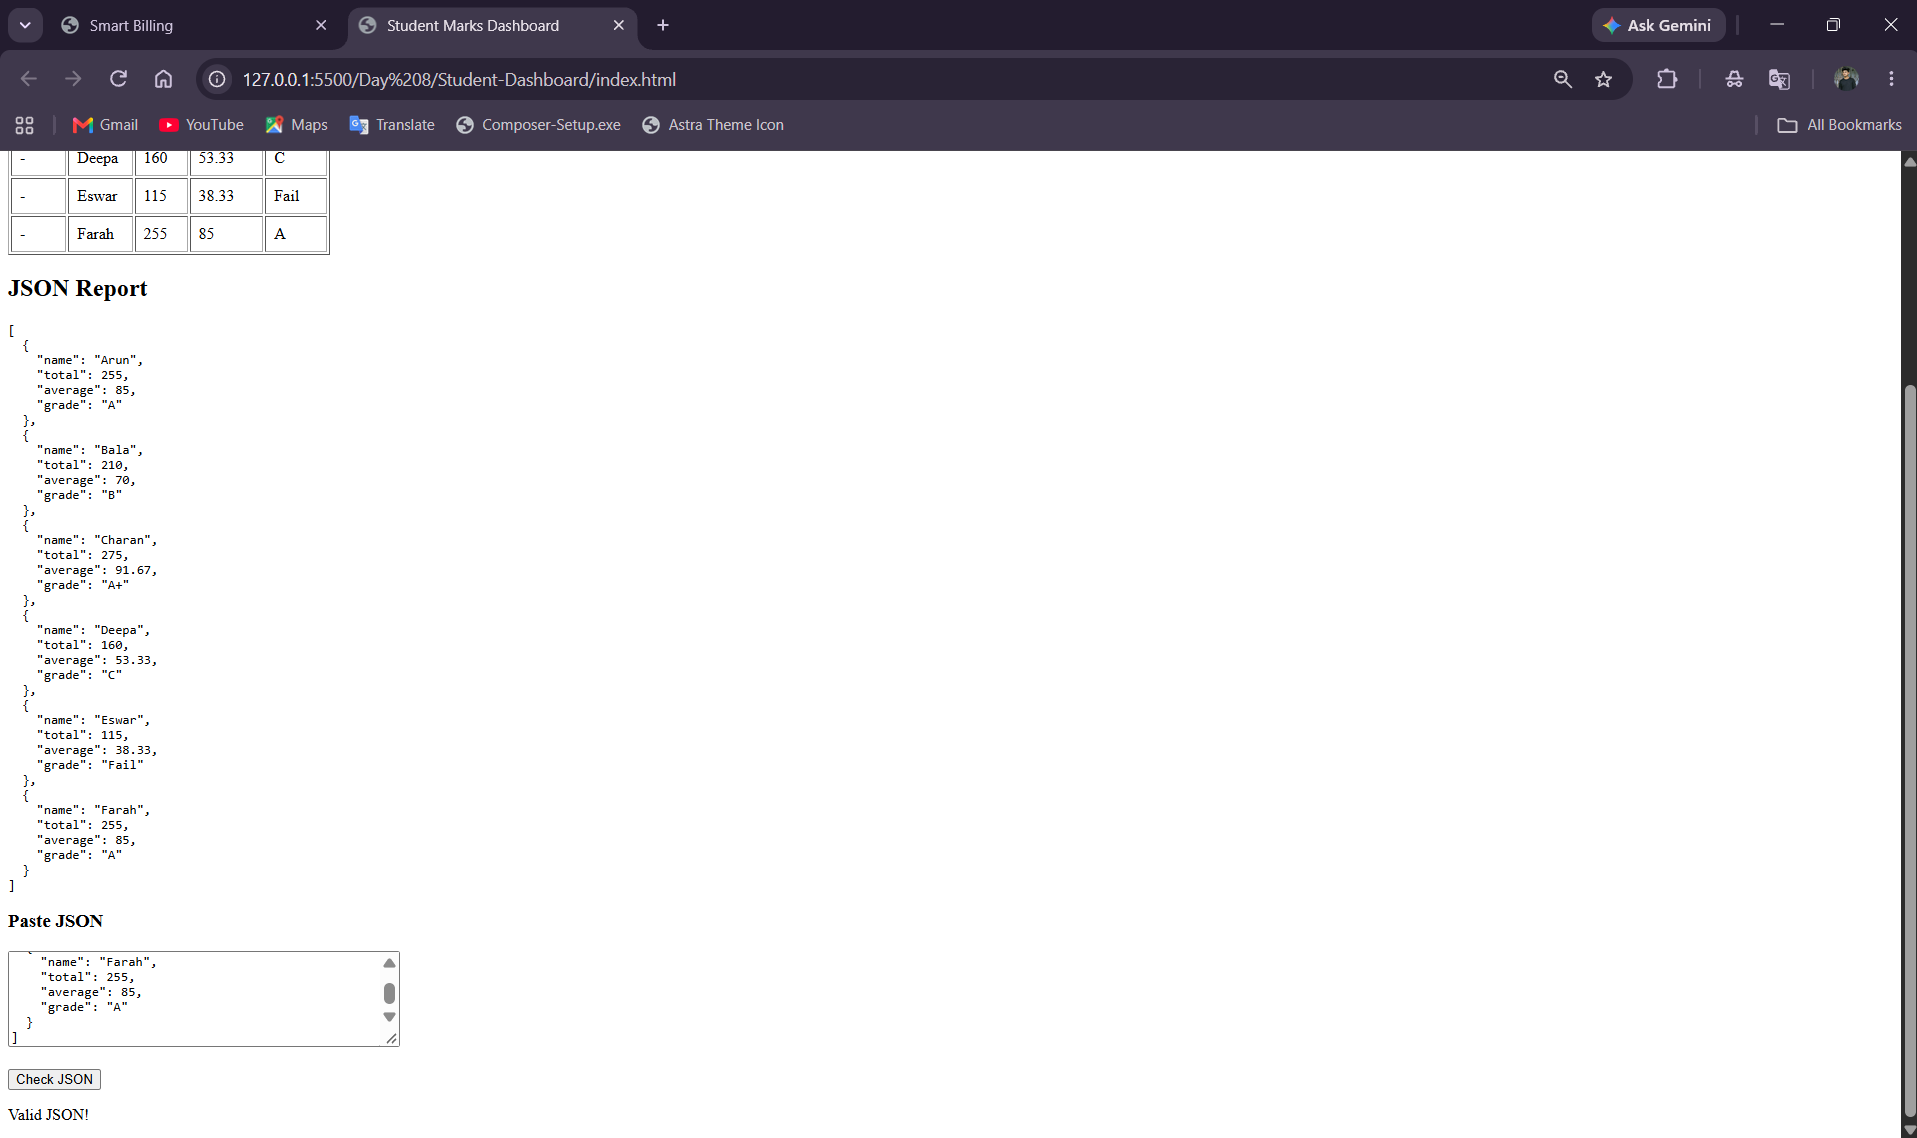 Smart Billing
Student Marks Dashboard
Ask Gemini
127.0.0.1:5500/Day%208/Student-Dashboard/index.html
Gmail
YouTube
Maps
Translate
Composer-Setup.exe
Astra Theme Icon
All Bookmarks
- Deepa 160 53.33 C
- Eswar 115 38.33 Fail
- Farah 255 85 A
JSON Report
[
  {
    "name": "Arun",
    "total": 255,
    "average": 85,
    "grade": "A"
  },
  {
    "name": "Bala",
    "total": 210,
    "average": 70,
    "grade": "B"
  },
  {
    "name": "Charan",
    "total": 275,
    "average": 91.67,
    "grade": "A+"
  },
  {
    "name": "Deepa",
    "total": 160,
    "average": 53.33,
    "grade": "C"
  },
  {
    "name": "Eswar",
    "total": 115,
    "average": 38.33,
    "grade": "Fail"
  },
  {
    "name": "Farah",
    "total": 255,
    "average": 85,
    "grade": "A"
  }
]
Paste JSON
    "name": "Farah",
    "total": 255,
    "average": 85,
    "grade": "A"
  }
]
Check JSON
Valid JSON!